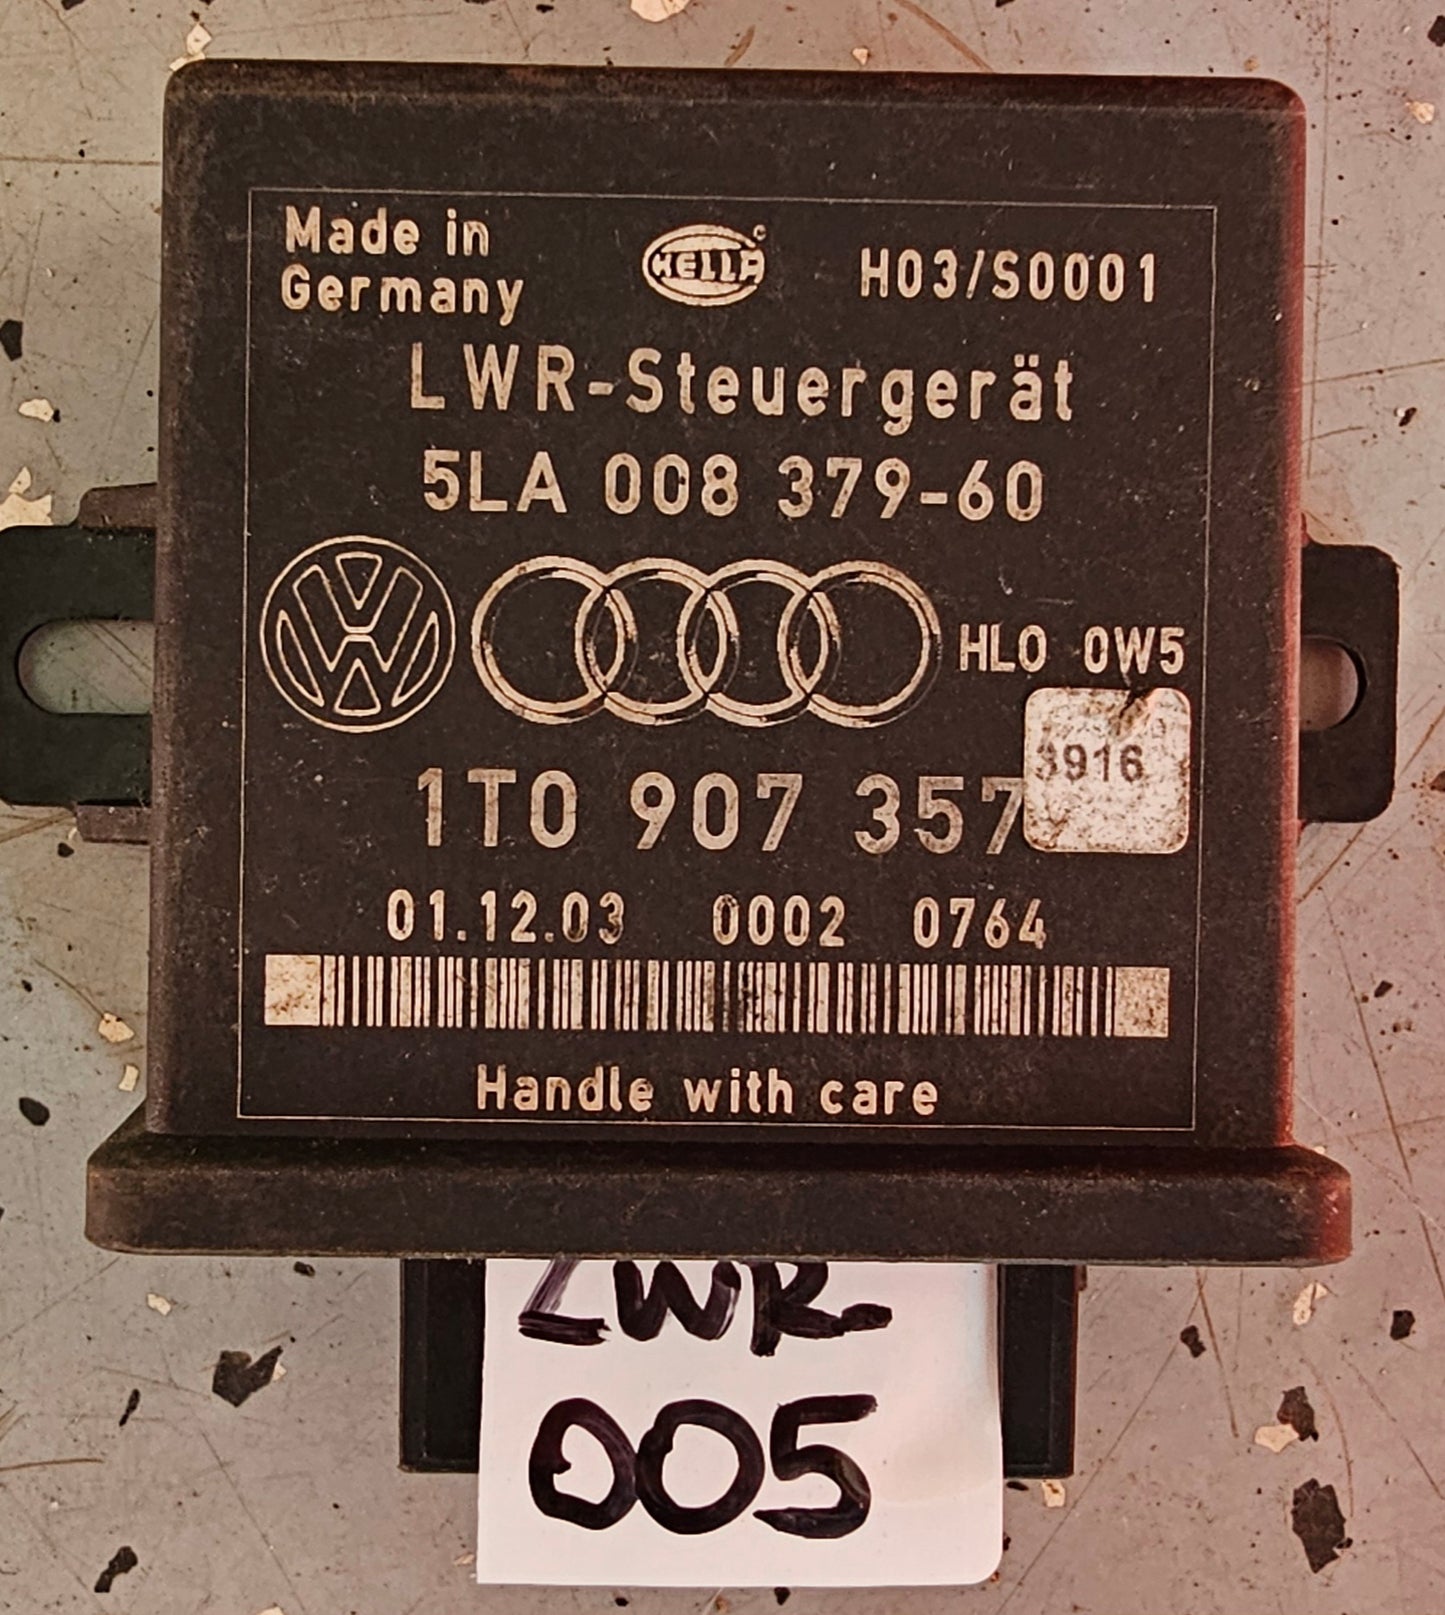 Made in
Germany
HELLA
H03/S0001
LWR-Steuergerät
5LA 008 379-60
HLO 0W5
3916
1T0 907 357
01.12.03 0002 0764
Handle with care
LWR
005